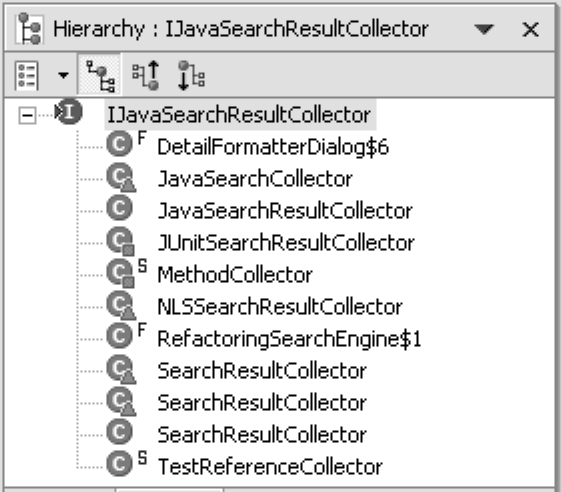 Hierarchy : IJavaSearchResultCollector
IJavaSearchResultCollector
F DetailFormatterDialog$6
JavaSearchCollector
JavaSearchResultCollector
JUnitSearchResultCollector
S MethodCollector
NLSSearchResultCollector
F RefactoringSearchEngine$1
SearchResultCollector
SearchResultCollector
SearchResultCollector
S TestReferenceCollector